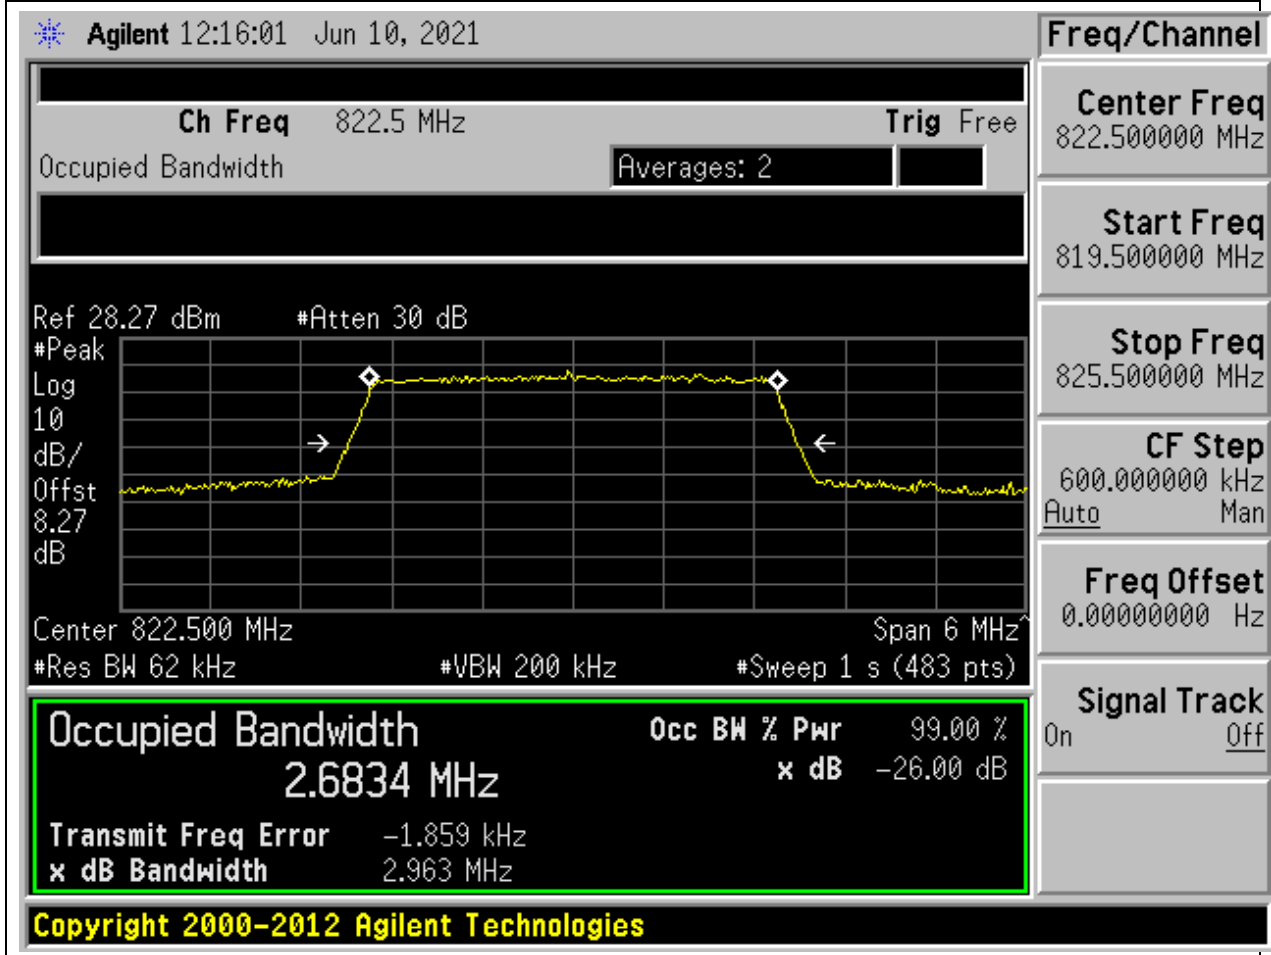 Agilent 12:16:01 Jun 10, 2021
Freq/Channel
Ch Freq 822.5 MHz Trig Free
Occupied Bandwidth Averages: 2
Center Freq
822.500000 MHz
Start Freq
819.500000 MHz
Stop Freq
825.500000 MHz
CF Step
600.000000 kHz
Auto Man
Freq Offset
0.00000000 Hz
Signal Track
On Off
Ref 28.27 dBm #Atten 30 dB
#Peak
Log
10
dB/
Offst
8.27
dB
Center 822.500 MHz Span 6 MHz^
#Res BW 62 kHz #VBW 200 kHz #Sweep 1 s (483 pts)
Occupied Bandwidth Occ BW % Pwr 99.00 %
2.6834 MHz x dB -26.00 dB
Transmit Freq Error -1.859 kHz
x dB Bandwidth 2.963 MHz
Copyright 2000-2012 Agilent Technologies